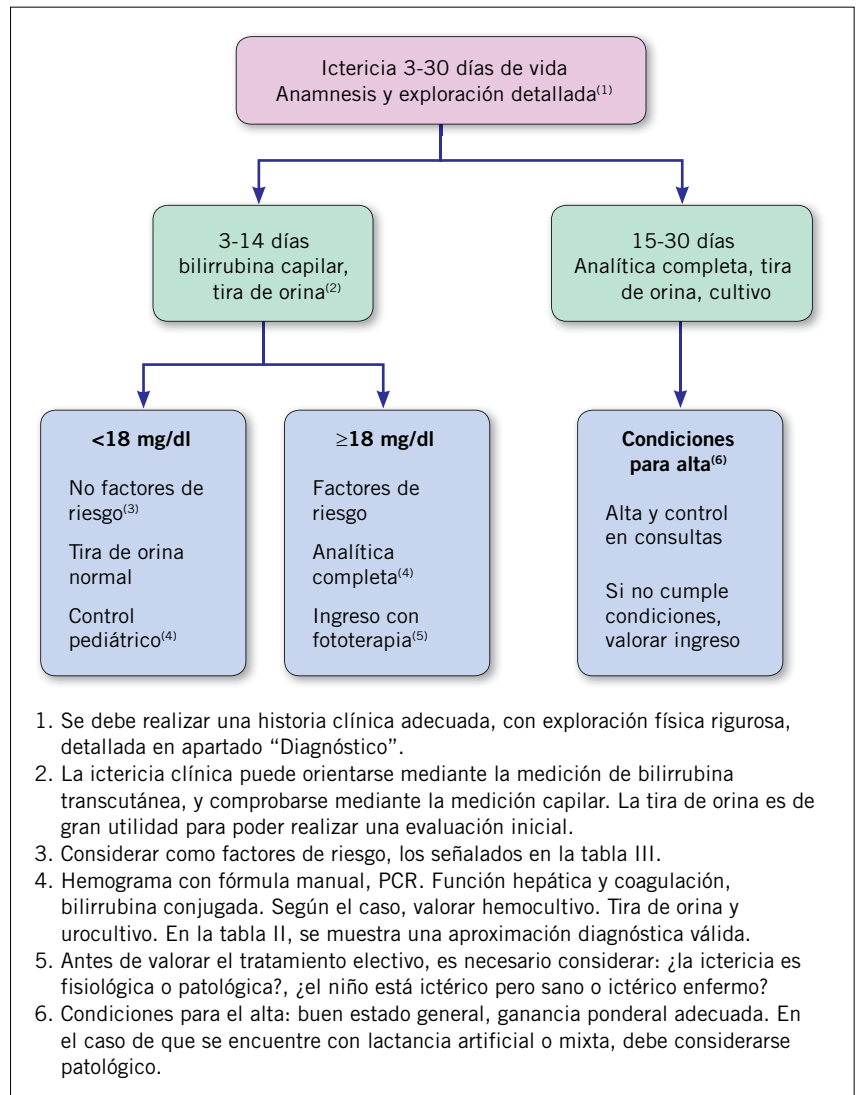 Ictericia 3-30 días de vida
Anamnesis y exploración detallada(1)
3-14 días
bilirrubina capilar,
tira de orina(2)
15-30 días
Analítica completa, tira
de orina, cultivo
<18 mg/dl
No factores de
riesgo(3)
Tira de orina
normal
Control
pediátrico(4)
≥18 mg/dl
Factores de
riesgo
Analítica
completa(4)
Ingreso con
fototerapia(5)
Condiciones
para alta(6)
Alta y control
en consultas
Si no cumple
condiciones,
valorar ingreso
1. Se debe realizar una historia clínica adecuada, con exploración física rigurosa,
detallada en apartado “Diagnóstico”.
2. La ictericia clínica puede orientarse mediante la medición de bilirrubina
transcutánea, y comprobarse mediante la medición capilar. La tira de orina es de
gran utilidad para poder realizar una evaluación inicial.
3. Considerar como factores de riesgo, los señalados en la tabla III.
4. Hemograma con fórmula manual, PCR. Función hepática y coagulación,
bilirrubina conjugada. Según el caso, valorar hemocultivo. Tira de orina y
urocultivo. En la tabla II, se muestra una aproximación diagnóstica válida.
5. Antes de valorar el tratamiento electivo, es necesario considerar: ¿la ictericia es
fisiológica o patológica?, ¿el niño está ictérico pero sano o ictérico enfermo?
6. Condiciones para el alta: buen estado general, ganancia ponderal adecuada. En
el caso de que se encuentre con lactancia artificial o mixta, debe considerarse
patológico.